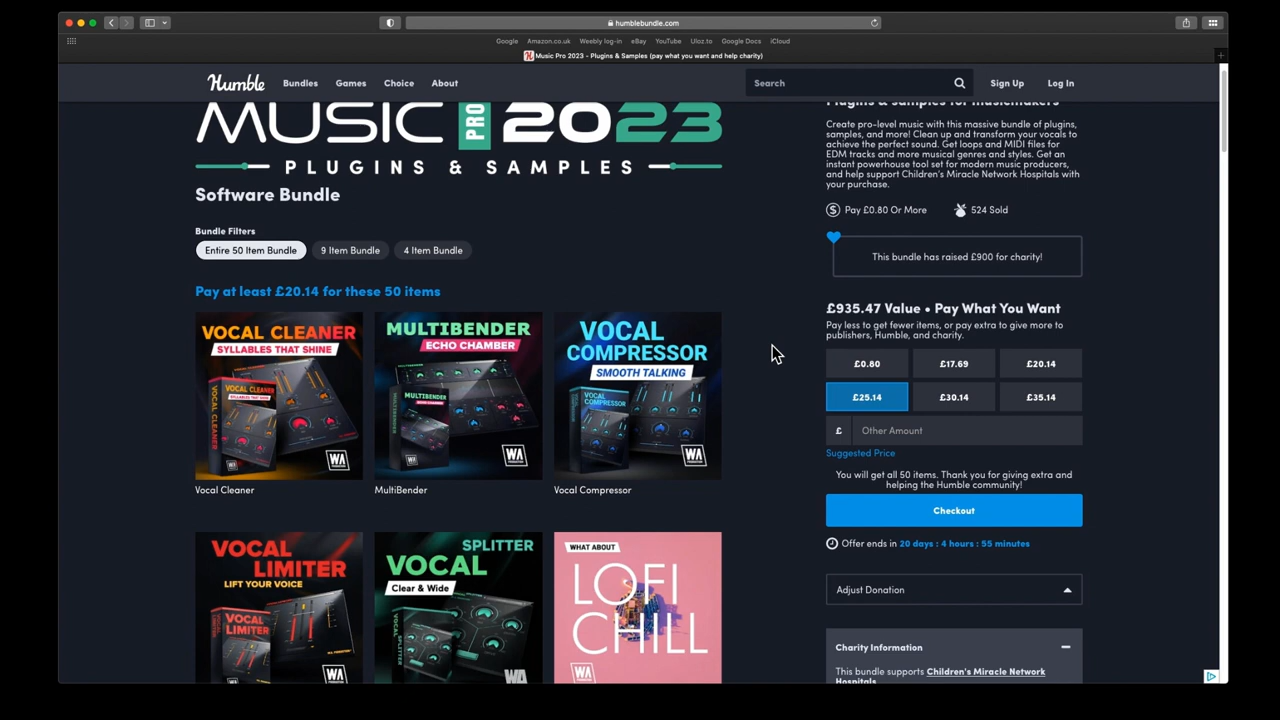 humblebundle.com
Google Amazon.co.uk Weebly log-in eBay YouTube Uloz.to Google Docs iCloud
Music Pro 2023 - Plugins & Samples (pay what you want and help charity)
Humble
Bundles Games Choice About
Search
Sign Up Log In
MUSIC PRO 2023
PLUGINS & SAMPLES
Software Bundle
Bundle Filters
Entire 50 Item Bundle 9 Item Bundle 4 Item Bundle
Pay at least £20.14 for these 50 items
VOCAL CLEANER
SYLLABLES THAT SHINE
WA
Vocal Cleaner
MULTIBENDER
ECHO CHAMBER
WA
MultiBender
VOCAL
COMPRESSOR
SMOOTH TALKING
WA
Vocal Compressor
VOCAL
LIMITER
LIFT YOUR VOICE
WA
SPLITTER
VOCAL
Clear & Wide
WA
WHAT ABOUT
LOFI
CHILL
WA
Plugins & samples for musicmakers
Create pro-level music with this massive bundle of plugins,
samples, and more! Clean up and transform your vocals to
achieve the perfect sound. Get loops and MIDI files for
EDM tracks and more musical genres and styles. Get an
instant powerhouse tool set for modern music producers,
and help support Children's Miracle Network Hospitals with
your purchase.
Pay £0.80 Or More 524 Sold
This bundle has raised £900 for charity!
£935.47 Value • Pay What You Want
Pay less to get fewer items, or pay extra to give more to
publishers, Humble, and charity.
£0.80 £17.69 £20.14
£25.14 £30.14 £35.14
£ Other Amount
Suggested Price
You will get all 50 items. Thank you for giving extra and
helping the Humble community!
Checkout
Offer ends in 20 days : 4 hours : 55 minutes
Adjust Donation
Charity Information
This bundle supports Children's Miracle Network
Hospitals